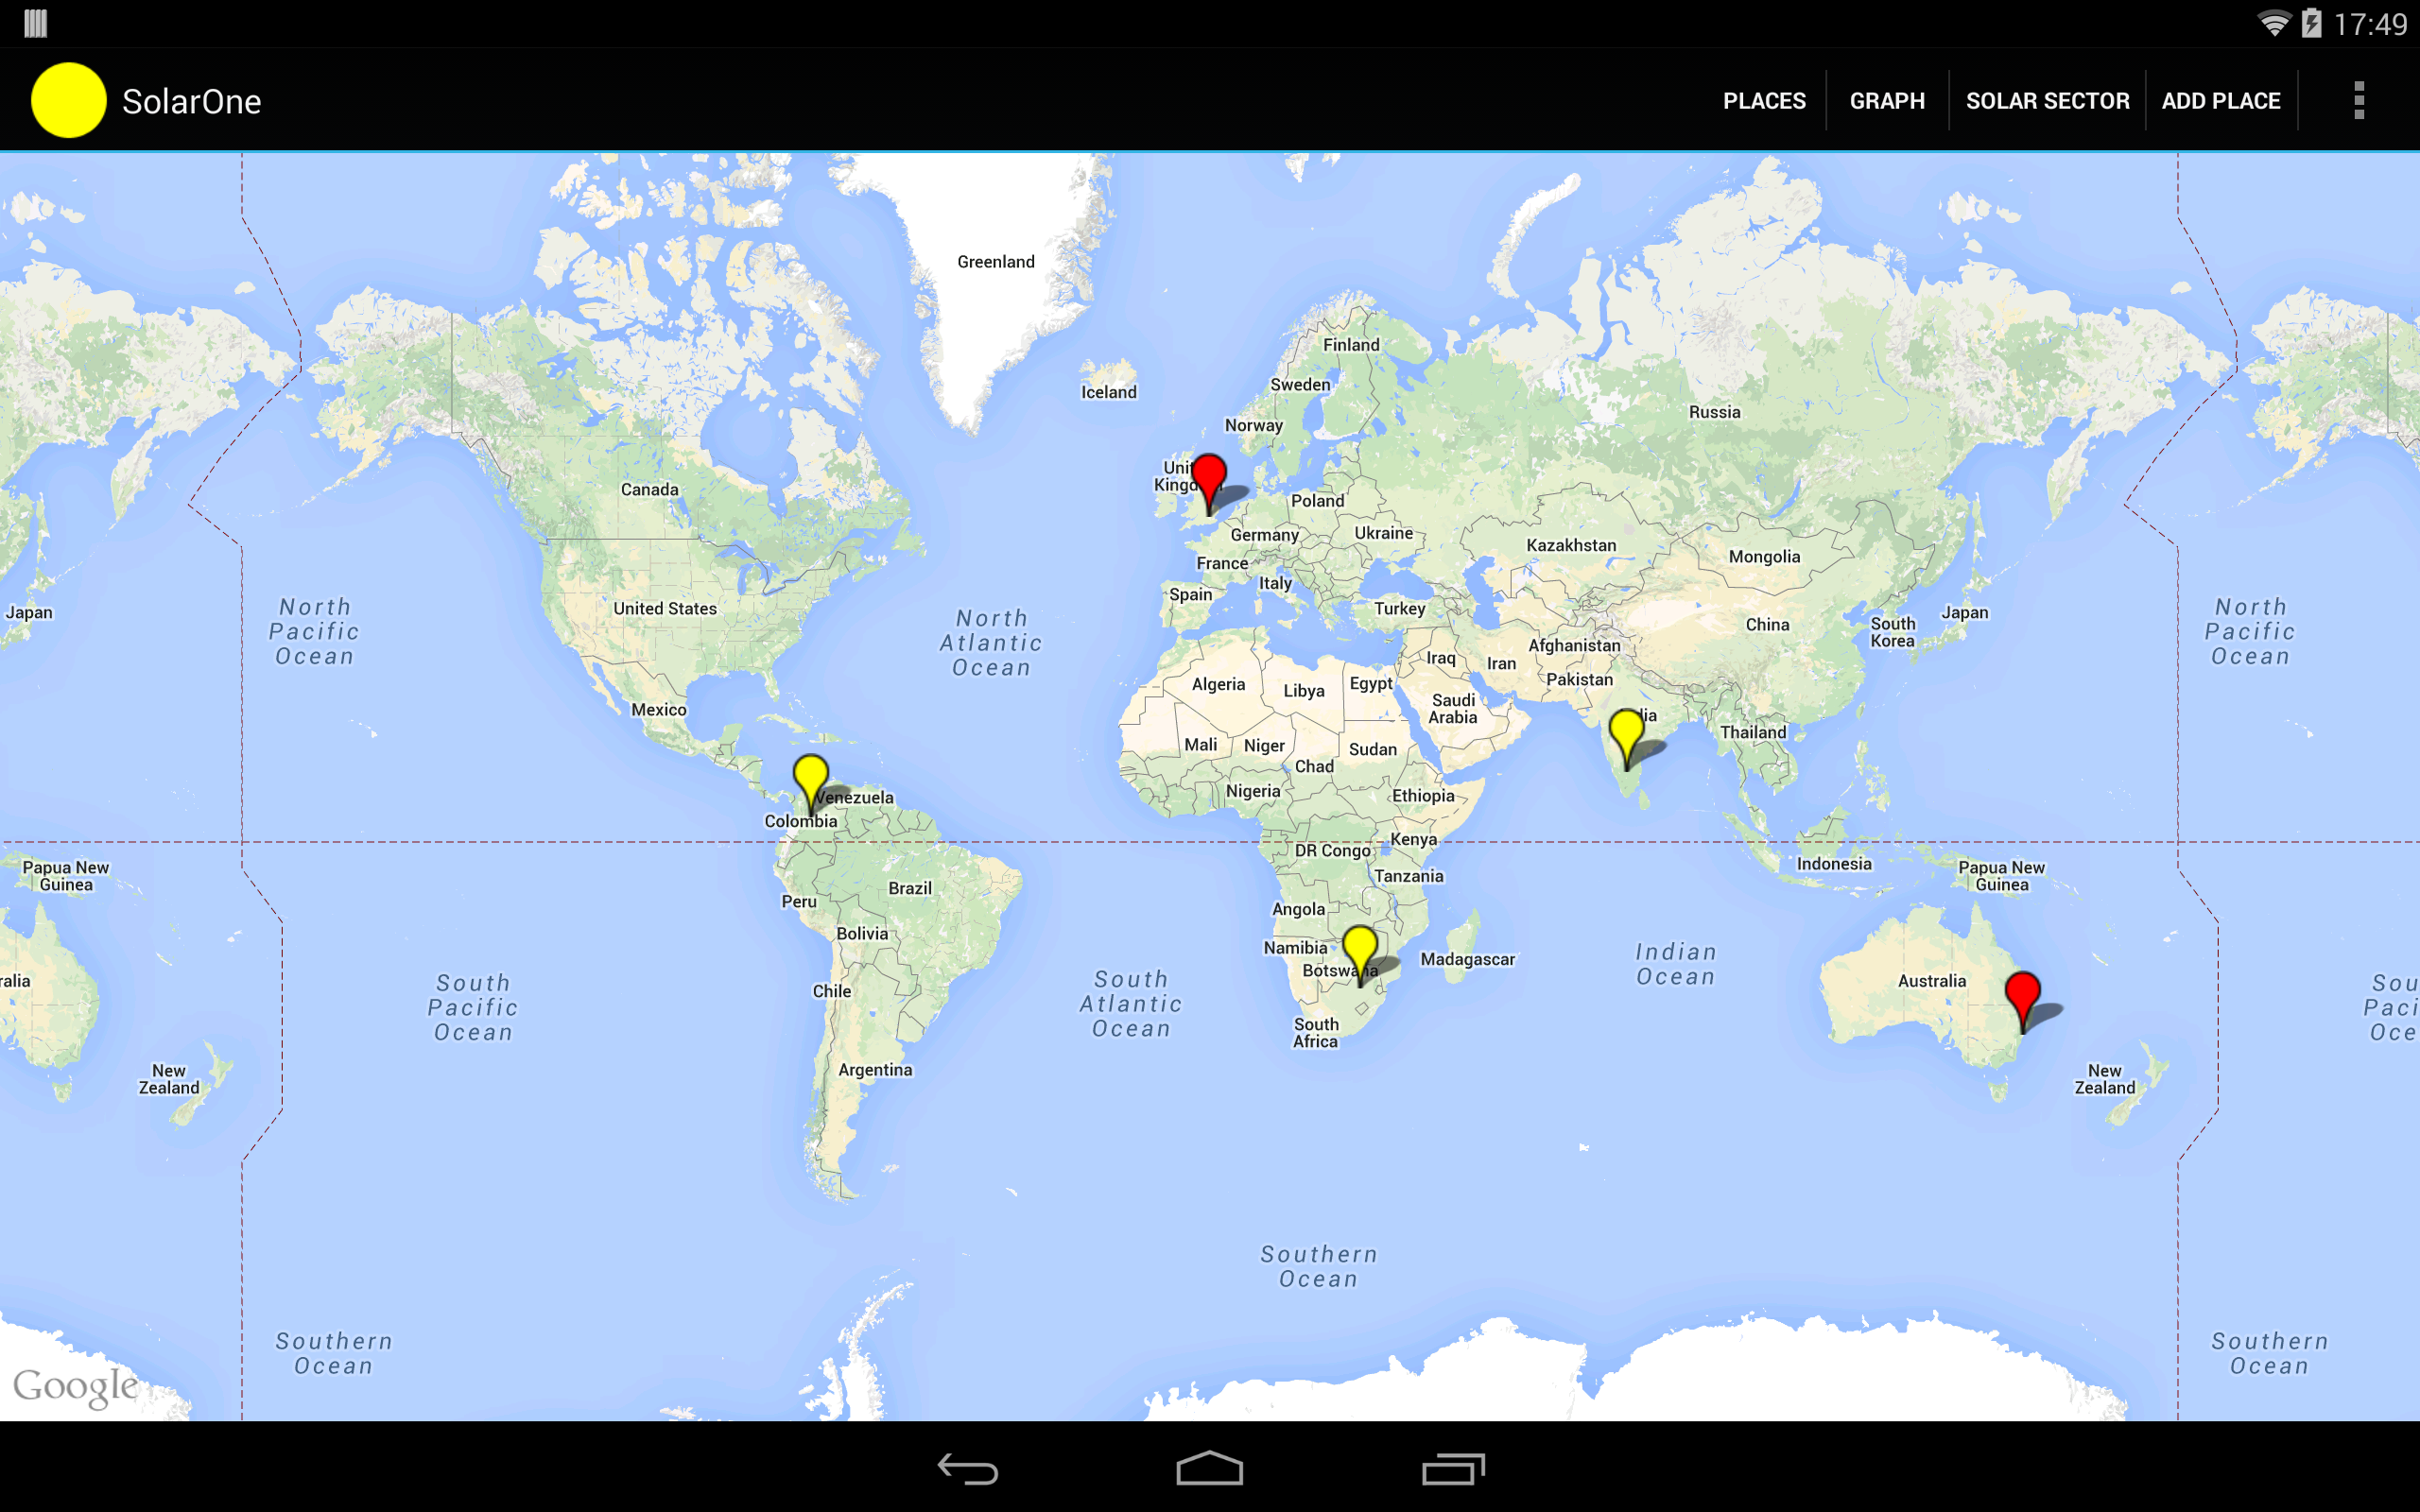 17:49
SolarOne
PLACES
GRAPH
SOLAR SECTOR
ADD PLACE
Greenland
Finland
Iceland
Sweden
Russia
Norway
Canada
Poland
Germany
Ukraine
Kazakhstan
Mongolia
France
Italy
Spain
Turkey
United States
Japan
North
Pacific
Ocean
North
Atlantic
Ocean
China
South
Korea
Japan
North
Pacific
Ocean
Afghanistan
Iraq
Iran
Pakistan
Algeria
Libya
Egypt
Saudi
Arabia
Mexico
Thailand
Mali
Niger
Sudan
Chad
Venezuela
Nigeria
Ethiopia
Colombia
Kenya
DR Congo
Indonesia
Papua New
Guinea
Papua New
Guinea
Tanzania
Brazil
Peru
Angola
Bolivia
Namibia
Botswana
Madagascar
Indian
Ocean
ralia
South
Pacific
Ocean
Chile
South
Atlantic
Ocean
Australia
Sou
Paci
Oce
South
Africa
Argentina
New
Zealand
New
Zealand
Southern
Ocean
Southern
Ocean
Southern
Ocean
Google